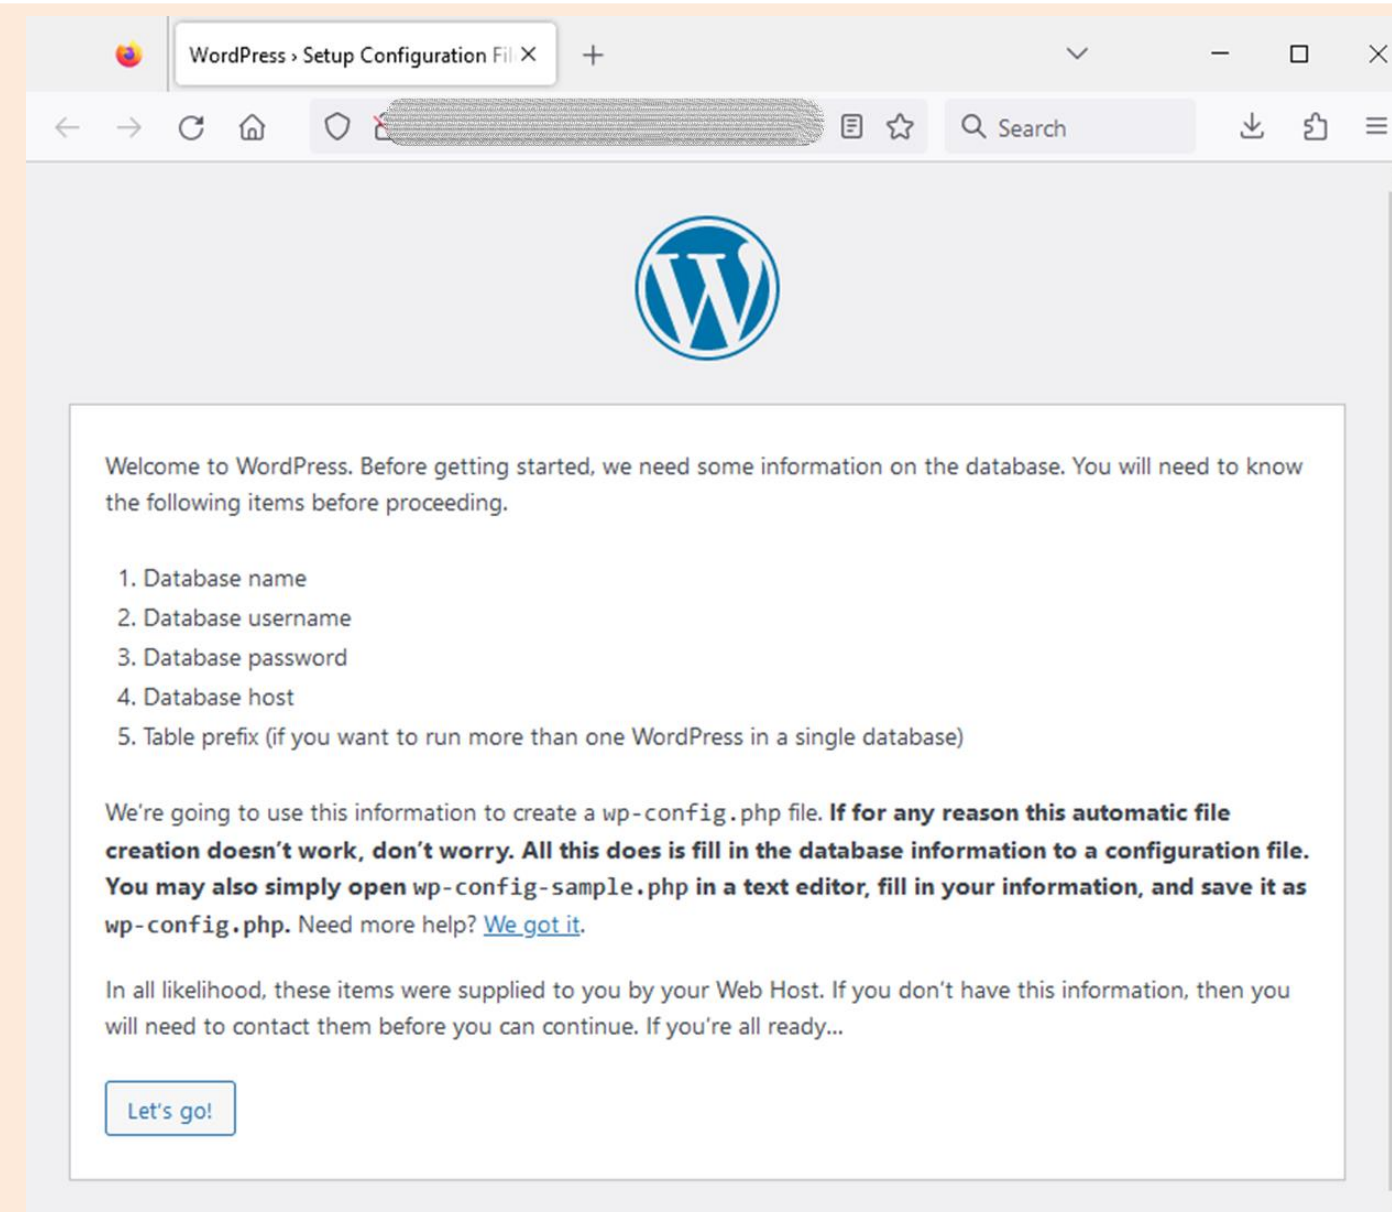 WordPress › Setup Configuration Fil
Search
Welcome to WordPress. Before getting started, we need some information on the database. You will need to know
the following items before proceeding.
1. Database name
2. Database username
3. Database password
4. Database host
5. Table prefix (if you want to run more than one WordPress in a single database)
We're going to use this information to create a wp-config.php file. If for any reason this automatic file
creation doesn't work, don't worry. All this does is fill in the database information to a configuration file.
You may also simply open wp-config-sample.php in a text editor, fill in your information, and save it as
wp-config.php. Need more help? We got it.
In all likelihood, these items were supplied to you by your Web Host. If you don't have this information, then you
will need to contact them before you can continue. If you're all ready...
Let's go!